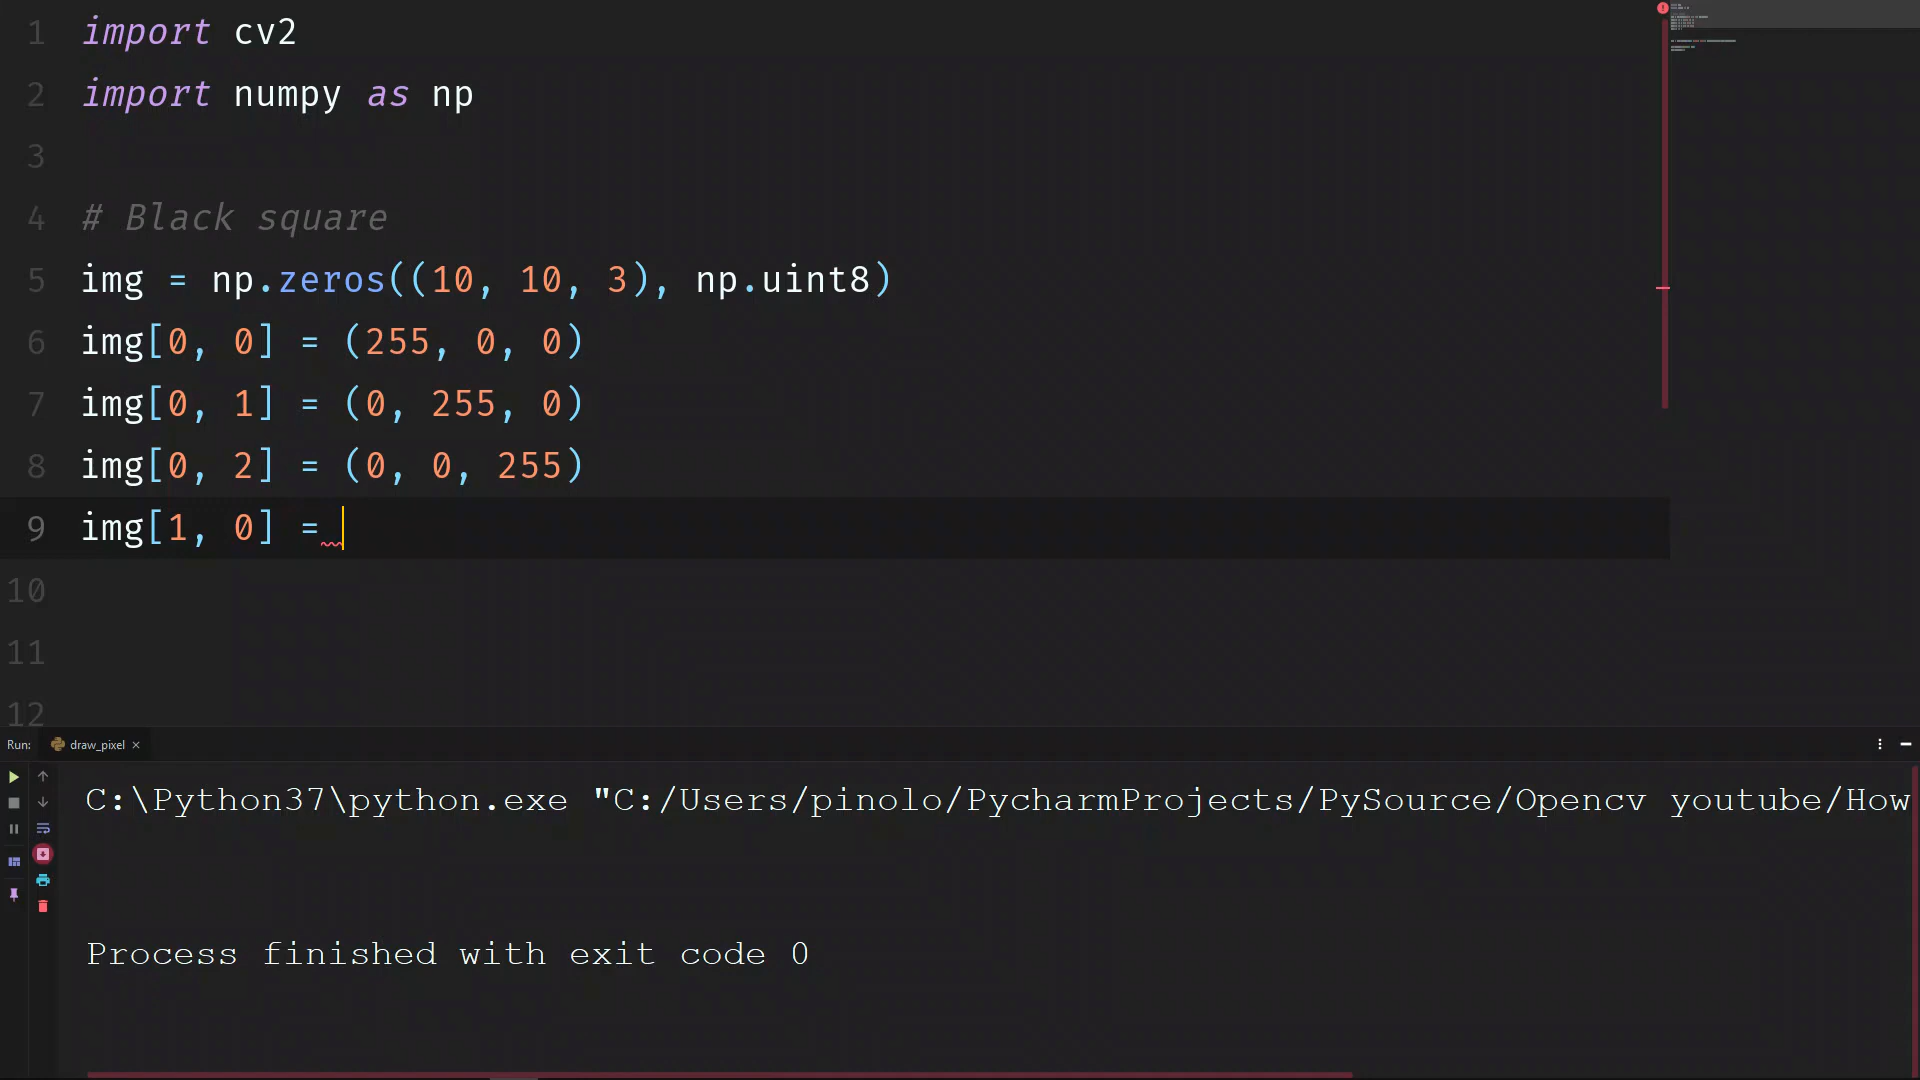 1 import cv2
2 import numpy as np
3
4 # Black square
5 img = np.zeros((10, 10, 3), np.uint8)
6 img[0, 0] = (255, 0, 0)
7 img[0, 1] = (0, 255, 0)
8 img[0, 2] = (0, 0, 255)
9 img[1, 0] =
10
11
12
Run: draw_pixel
C:\Python37\python.exe "C:/Users/pinolo/PycharmProjects/PySource/Opencv youtube/How
Process finished with exit code 0